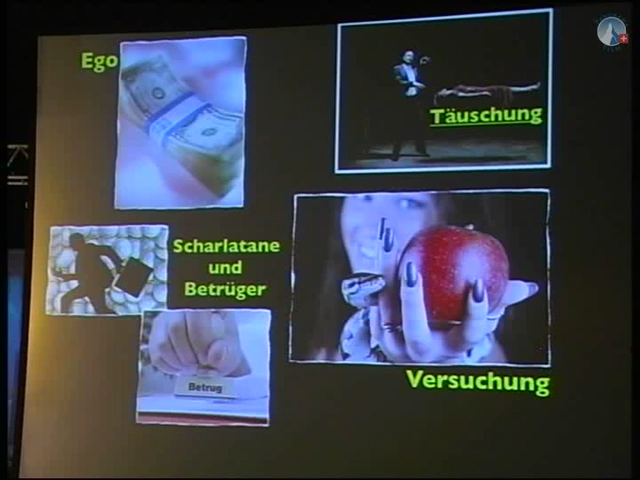 Ego
Täuschung
Scharlatane
und
Betrüger
Betrug
Versuchung